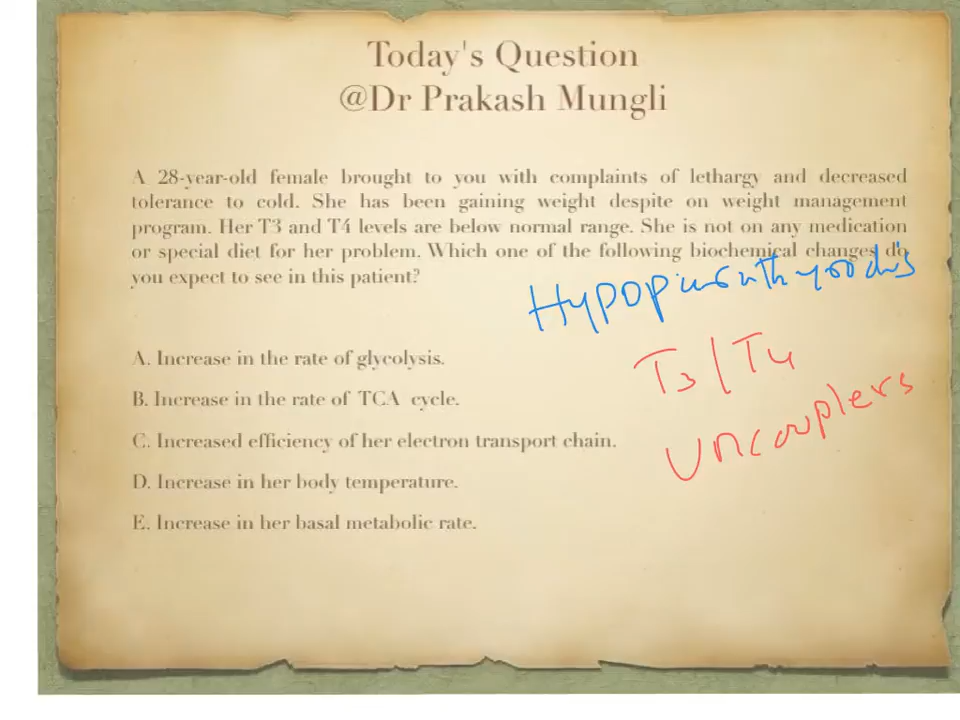 Today's Question
@Dr Prakash Mungli
A 28-year-old female brought to you with complaints of lethargy and decreased
tolerance to cold. She has been gaining weight despite on weight management
program. Her T3 and T4 levels are below normal range. She is not on any medication
or special diet for her problem. Which one of the following biochemical changes do
you expect to see in this patient?
A. Increase in the rate of glycolysis.
T3/T4
B. Increase in the rate of TCA cycle.
C. Increased efficiency of her electron transport chain.
Uncouplers
D. Increase in her body temperature.
E. Increase in her basal metabolic rate.